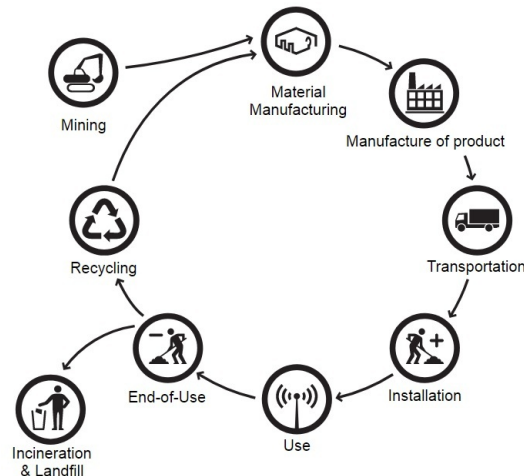 Material
Manufacturing
Mining
Manufacture of product
Recycling
Transportation
End-of-Use
Installation
Use
Incineration
& Landfill